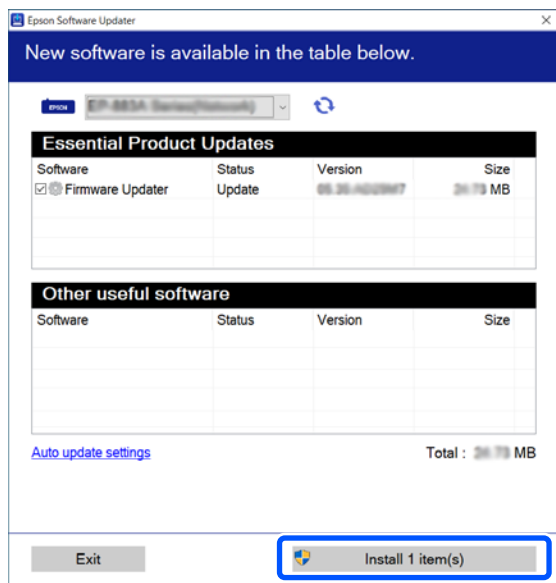 Epson Software Updater
New software is available in the table below.
EPSON
Essential Product Updates
Software Status Version Size
Firmware Updater Update MB
Other useful software
Software Status Version Size
Auto update settings Total : MB
Exit Install 1 item(s)